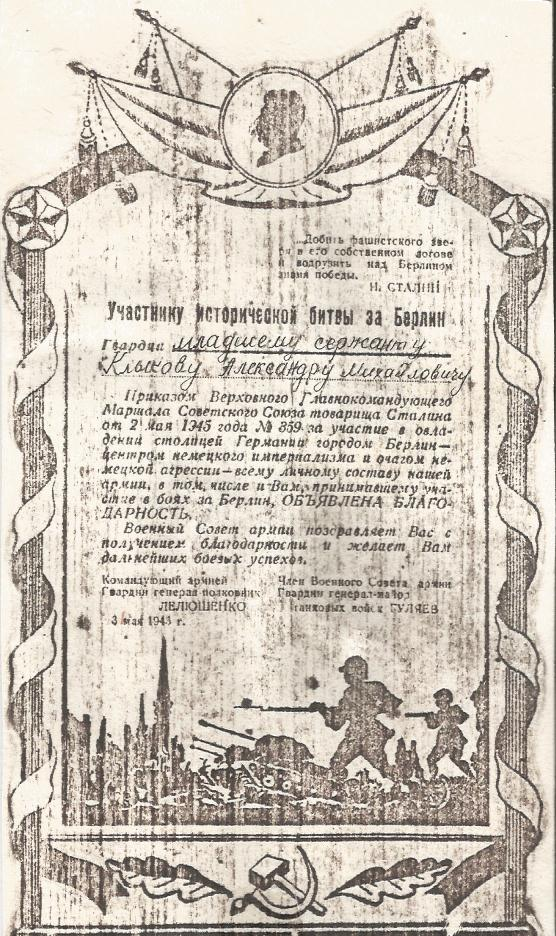 ...Добить фашистского зве-
ря в его собственном логове
и водрузить над Берлином
знамя победы.
И. СТАЛИН
Участнику исторической битвы за Берлин
Гвардии младшему сержанту
Клыкову Александру Михайловичу
Приказом Верховного Главнокомандующего
Маршала Советского Союза товарища Сталина
от 2 мая 1945 года № 359 за участие в овла-
дении столицей Германии городом Берлин—
центром немецкого империализма и очагом не-
мецкой агрессии—всему личному составу нашей
армии, в том, числе и Вам, принимавшему уча-
стие в боях за Берлин, ОБЪЯВЛЕНА БЛАГО-
ДАРНОСТЬ.
Военный Совет армии поздравляет Вас с
получением благодарности и желает Вам
дальнейших боевых успехов.
Командующий армией
Гвардии генерал-полковник
ЛЕЛЮШЕНКО
3 мая 1945 г.
Член Военного Совета армии
Гвардии генерал-майор
танковых войск ГУЛЯЕВ